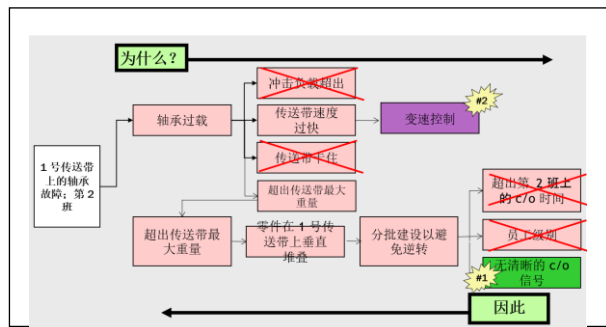 为什么?
冲击负载超出
#2
轴承过载
传送带速度
过快
变速控制
传送带卡住
1 号传送带
上的轴承
故障; 第 2
班
超出传送带最大
重量
超出第 2 班上
的 c/o 时间
超出传送带最
大重量
零件在 1 号传
送带上垂直
堆叠
分批建设以避
免逆转
员工级别
#1
无清晰的 c/o
信号
因此